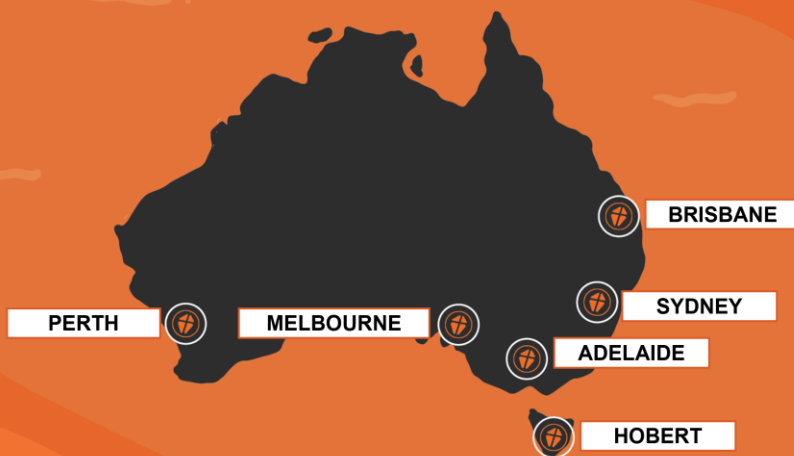 BRISBANE
SYDNEY
PERTH
MELBOURNE
ADELAIDE
HOBERT